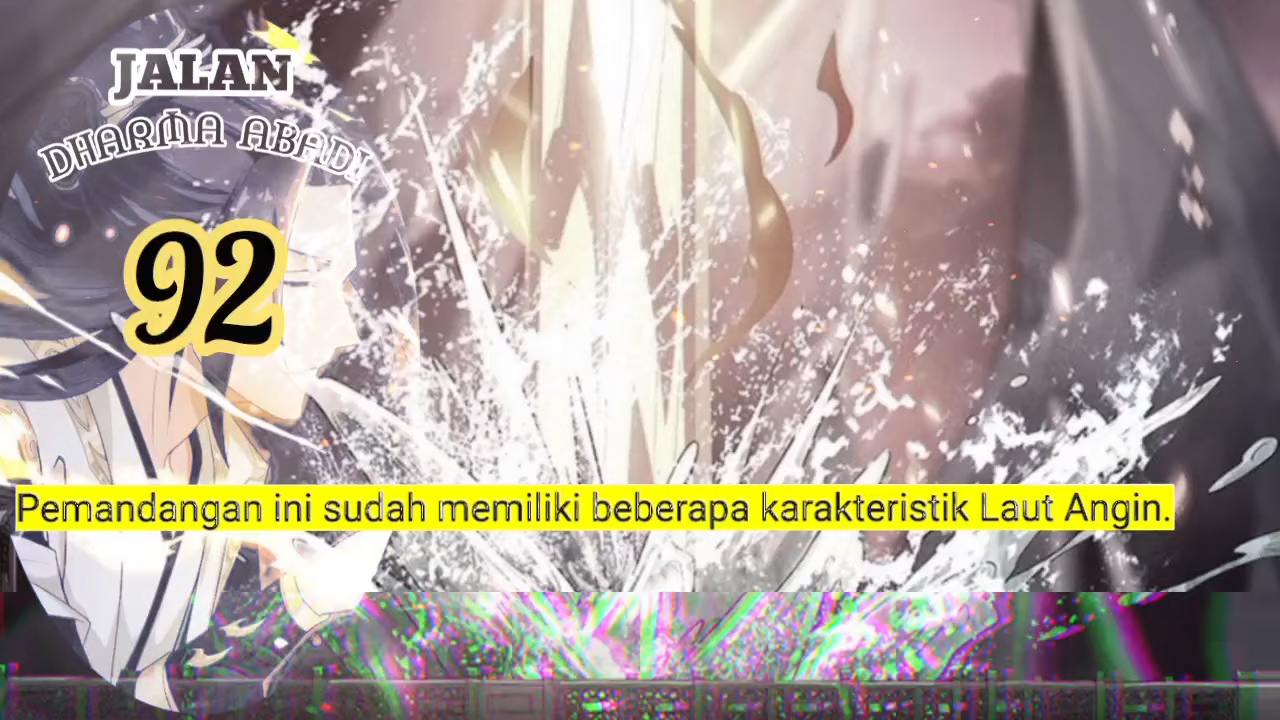 JALAN
DHARMA ABADI
92
Pemandangan ini sudah memiliki beberapa karakteristik Laut Angin.